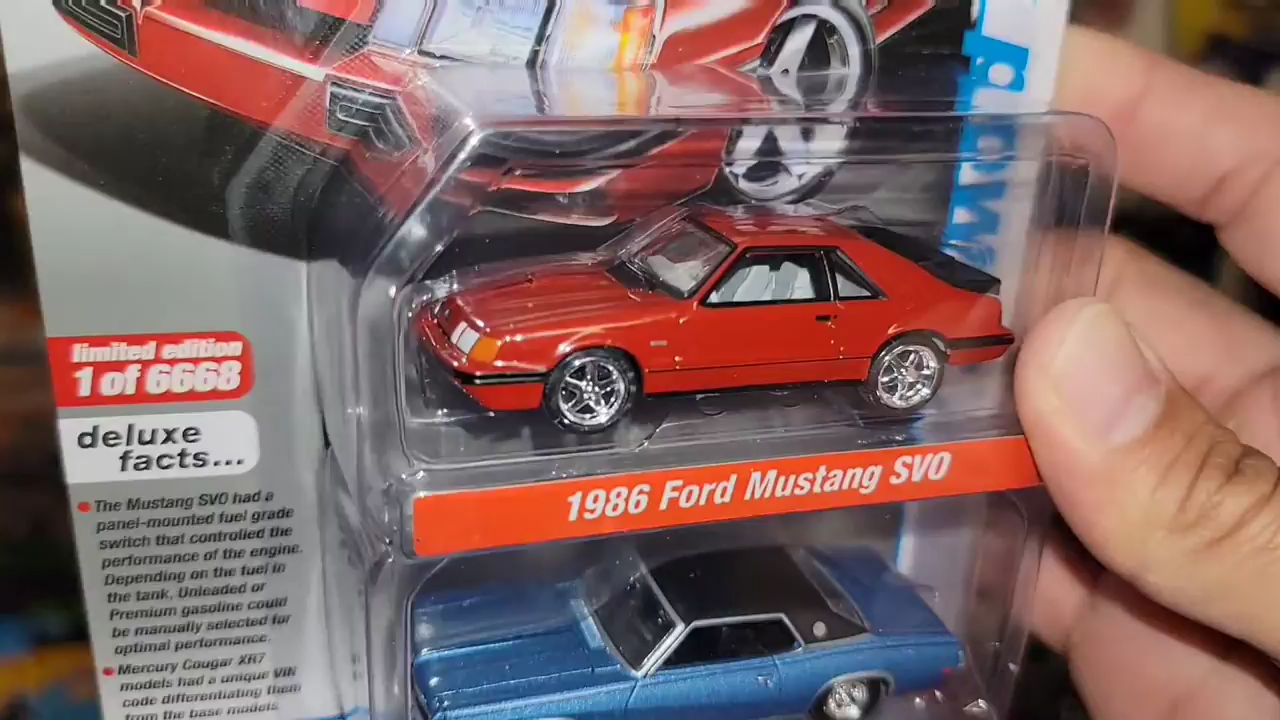 limited edition
1 of 6668
deluxe
facts...
The Mustang SVO had a
panel-mounted fuel grade
switch that controlled the
performance of the engine.
Depending on the fuel in
the tank, Unleaded or
Premium gasoline could
be manually selected for
optimal performance.
Mercury Cougar XR7
models had a unique VIN
code differentiating them
from the base models
1986 Ford Mustang SVO